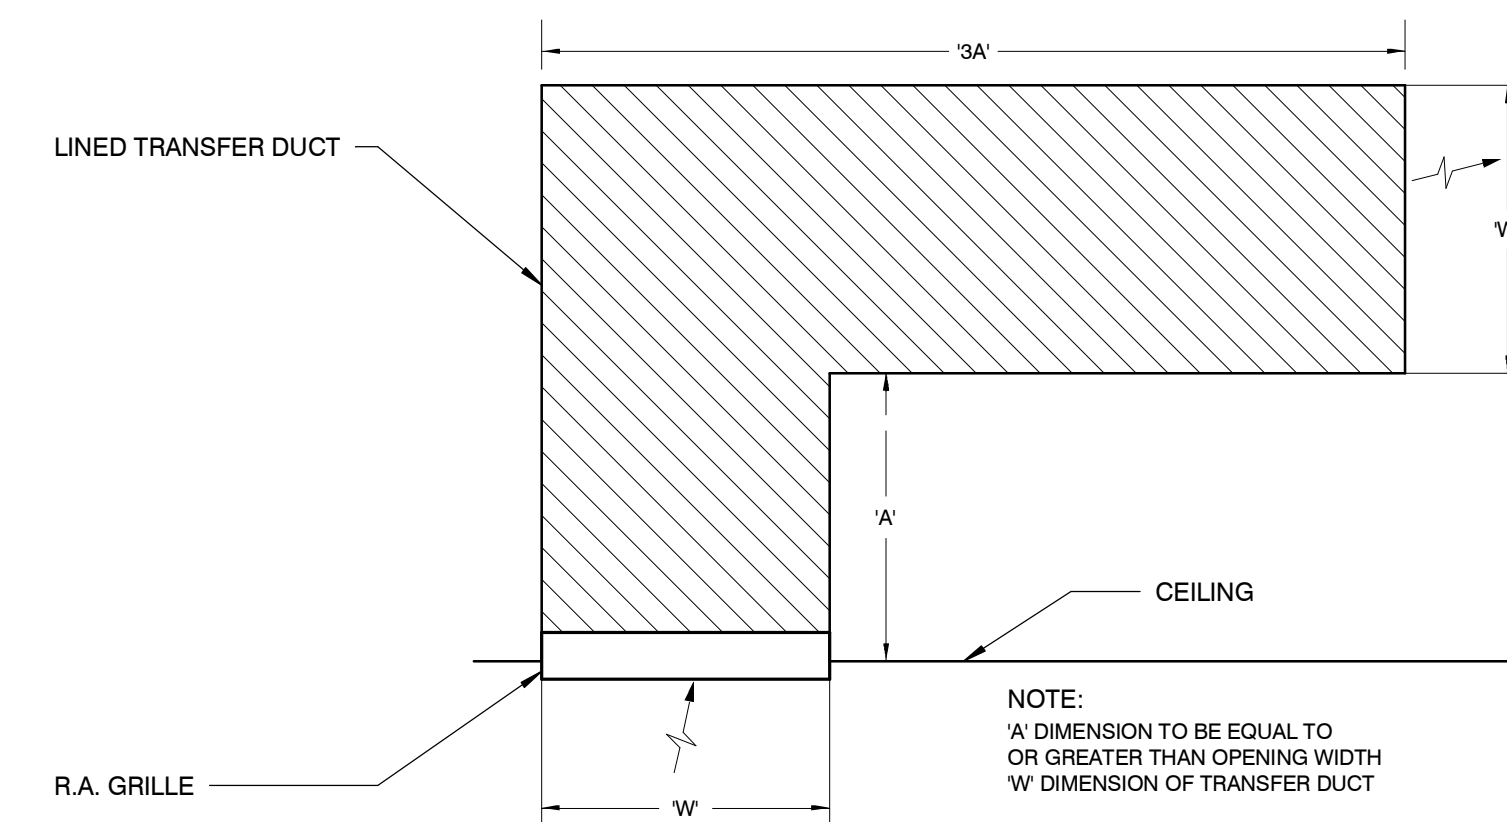 '3A'
LINED TRANSFER DUCT
'A'
CEILING
NOTE:
'A' DIMENSION TO BE EQUAL TO
OR GREATER THAN OPENING WIDTH
'W' DIMENSION OF TRANSFER DUCT
R.A. GRILLE
'W'